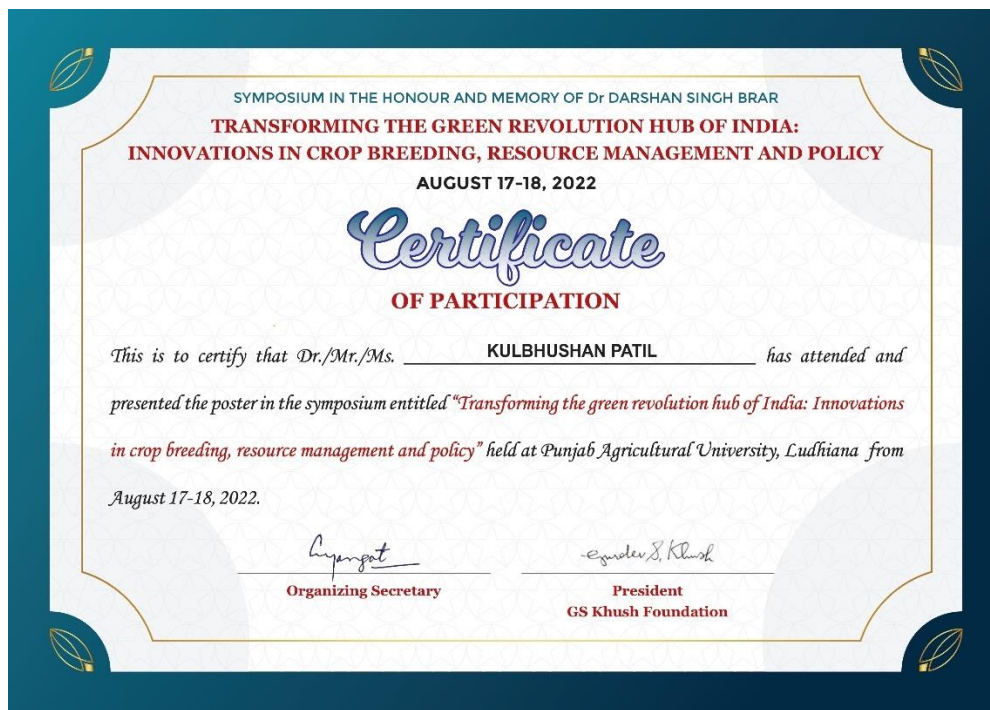 SYMPOSIUM IN THE HONOUR AND MEMORY OF Dr DARSHAN SINGH BRAR
TRANSFORMING THE GREEN REVOLUTION HUB OF INDIA:
INNOVATIONS IN CROP BREEDING, RESOURCE MANAGEMENT AND POLICY
AUGUST 17-18, 2022
Certificate
OF PARTICIPATION
This is to certify that Dr./Mr./Ms. KULBHUSHAN PATIL has attended and
presented the poster in the symposium entitled “Transforming the green revolution hub of India: Innovations
in crop breeding, resource management and policy” held at Punjab Agricultural University, Ludhiana from
August 17-18, 2022.
Gurdev S. Khush
Organizing Secretary
President
GS Khush Foundation